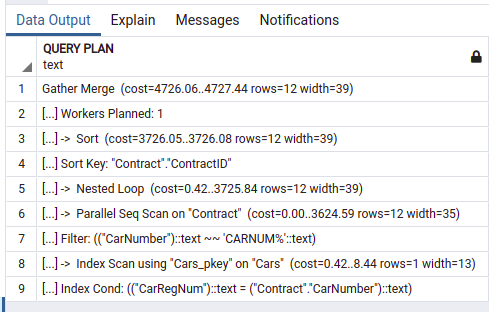 Data Output Explain Messages Notifications
QUERY PLAN
text
1 Gather Merge (cost=4726.06..4727.44 rows=12 width=39)
2 [...] Workers Planned: 1
3 [...] -> Sort (cost=3726.05..3726.08 rows=12 width=39)
4 [...] Sort Key: "Contract"."ContractID"
5 [...] -> Nested Loop (cost=0.42..3725.84 rows=12 width=39)
6 [...] -> Parallel Seq Scan on "Contract" (cost=0.00..3624.59 rows=12 width=35)
7 [...] Filter: (("CarNumber")::text ~~ 'CARNUM%'::text)
8 [...] -> Index Scan using "Cars_pkey" on "Cars" (cost=0.42..8.44 rows=1 width=13)
9 [...] Index Cond: (("CarRegNum")::text = ("Contract"."CarNumber")::text)